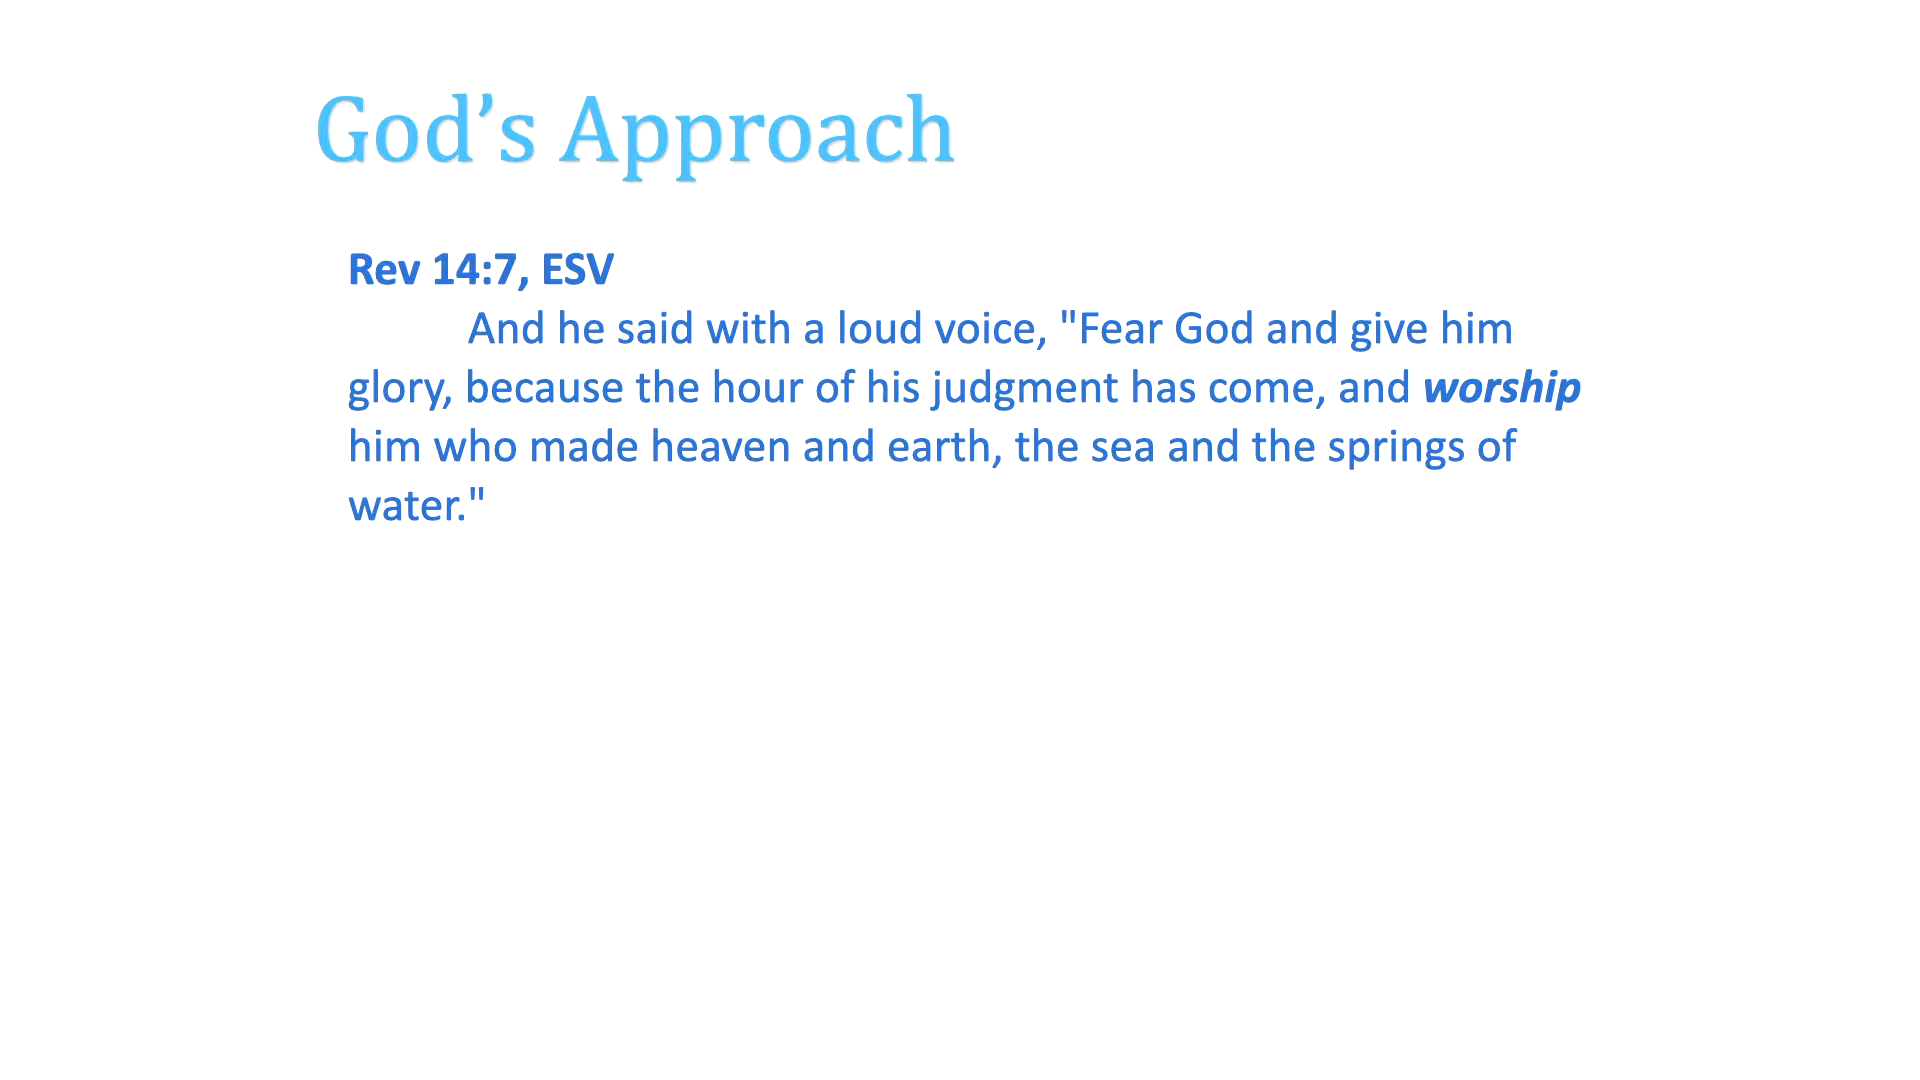 God’s Approach
Rev 14:7, ESV
And he said with a loud voice, "Fear God and give him
glory, because the hour of his judgment has come, and worship
him who made heaven and earth, the sea and the springs of
water."